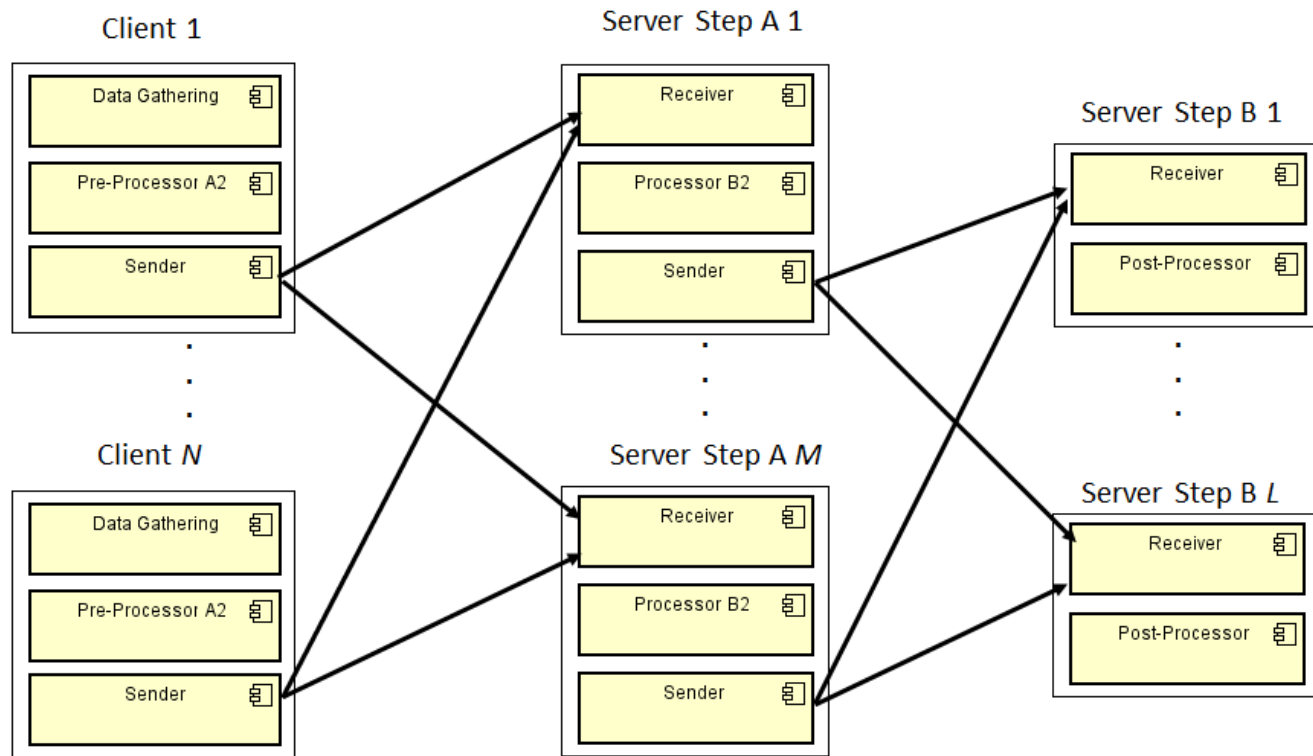 Client 1
Data Gathering
Pre-Processor A2
Sender
Client N
Data Gathering
Pre-Processor A2
Sender
Server Step A 1
Receiver
Processor B2
Sender
Server Step A M
Receiver
Processor B2
Sender
Server Step B 1
Receiver
Post-Processor
Server Step B L
Receiver
Post-Processor